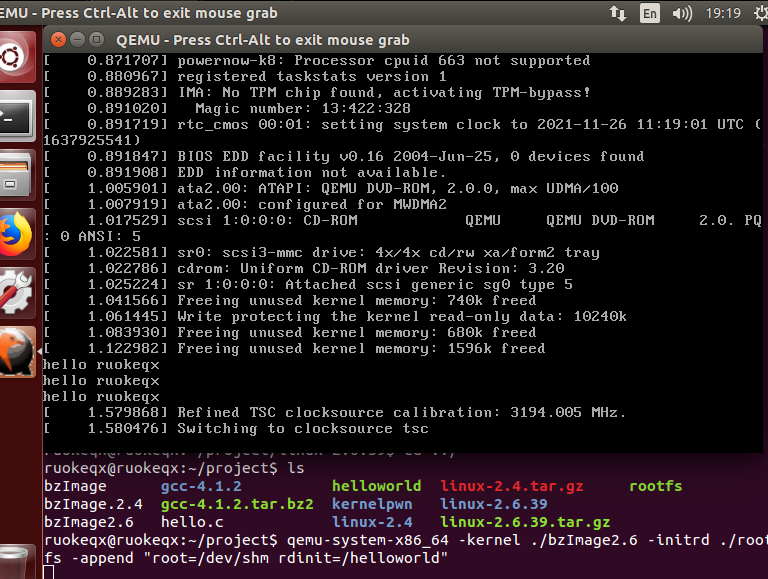 EMU - Press Ctrl-Alt to exit mouse grab En 19:19
QEMU - Press Ctrl-Alt to exit mouse grab
[    0.871707] powernow-k8: Processor cpuid 663 not supported
[    0.880967] registered taskstats version 1
[    0.889283] IMA: No TPM chip found, activating TPM-bypass!
[    0.891020]   Magic number: 13:422:328
[    0.891719] rtc_cmos 00:01: setting system clock to 2021-11-26 11:19:01 UTC (
1637925541)
[    0.891847] BIOS EDD facility v0.16 2004-Jun-25, 0 devices found
[    0.891908] EDD information not available.
[    1.005901] ata2.00: ATAPI: QEMU DVD-ROM, 2.0.0, max UDMA/100
[    1.007919] ata2.00: configured for MWDMA2
[    1.017529] scsi 1:0:0:0: CD-ROM            QEMU     QEMU DVD-ROM     2.0. PQ
: 0 ANSI: 5
[    1.022581] sr0: scsi3-mmc drive: 4x/4x cd/rw xa/form2 tray
[    1.022786] cdrom: Uniform CD-ROM driver Revision: 3.20
[    1.025224] sr 1:0:0:0: Attached scsi generic sg0 type 5
[    1.041566] Freeing unused kernel memory: 740k freed
[    1.061445] Write protecting the kernel read-only data: 10240k
[    1.083930] Freeing unused kernel memory: 680k freed
[    1.122982] Freeing unused kernel memory: 1596k freed
hello ruokeqx
hello ruokeqx
hello ruokeqx
[    1.579868] Refined TSC clocksource calibration: 3194.005 MHz.
[    1.580476] Switching to clocksource tsc
ruokeqx@ruokeqx:~/project/linux-2.6.39$ cd ../
ruokeqx@ruokeqx:~/project$ ls
bzImage gcc-4.1.2 helloworld linux-2.4.tar.gz rootfs
bzImage.2.4 gcc-4.1.2.tar.bz2 kernelpwn linux-2.6.39
bzImage2.6 hello.c linux-2.4 linux-2.6.39.tar.gz
ruokeqx@ruokeqx:~/project$ qemu-system-x86_64 -kernel ./bzImage2.6 -initrd ./root
fs -append "root=/dev/shm rdinit=/helloworld"